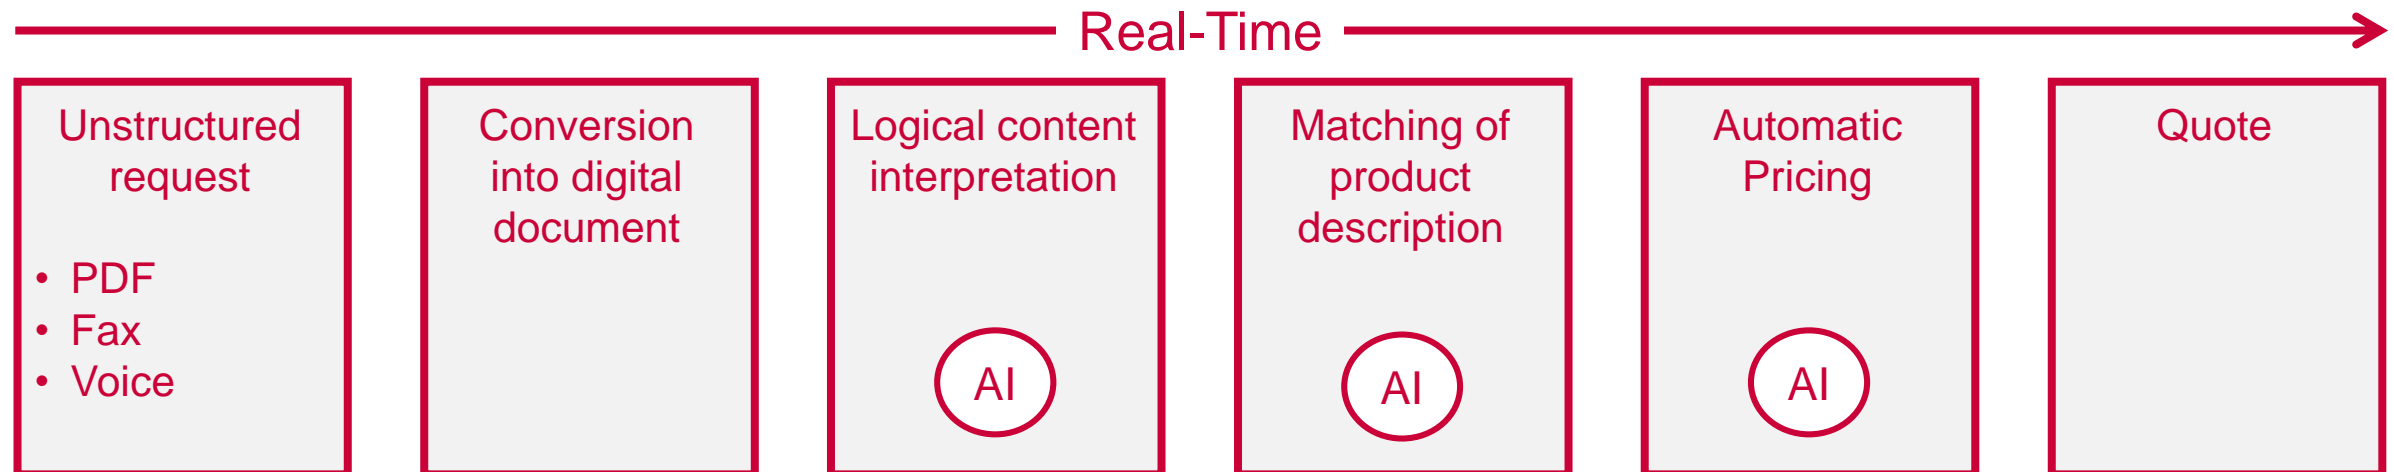 Real-Time
Unstructured
request
• PDF
• Fax
• Voice
Conversion
into digital
document
Logical content
interpretation
AI
Matching of
product
description
AI
Automatic
Pricing
AI
Quote